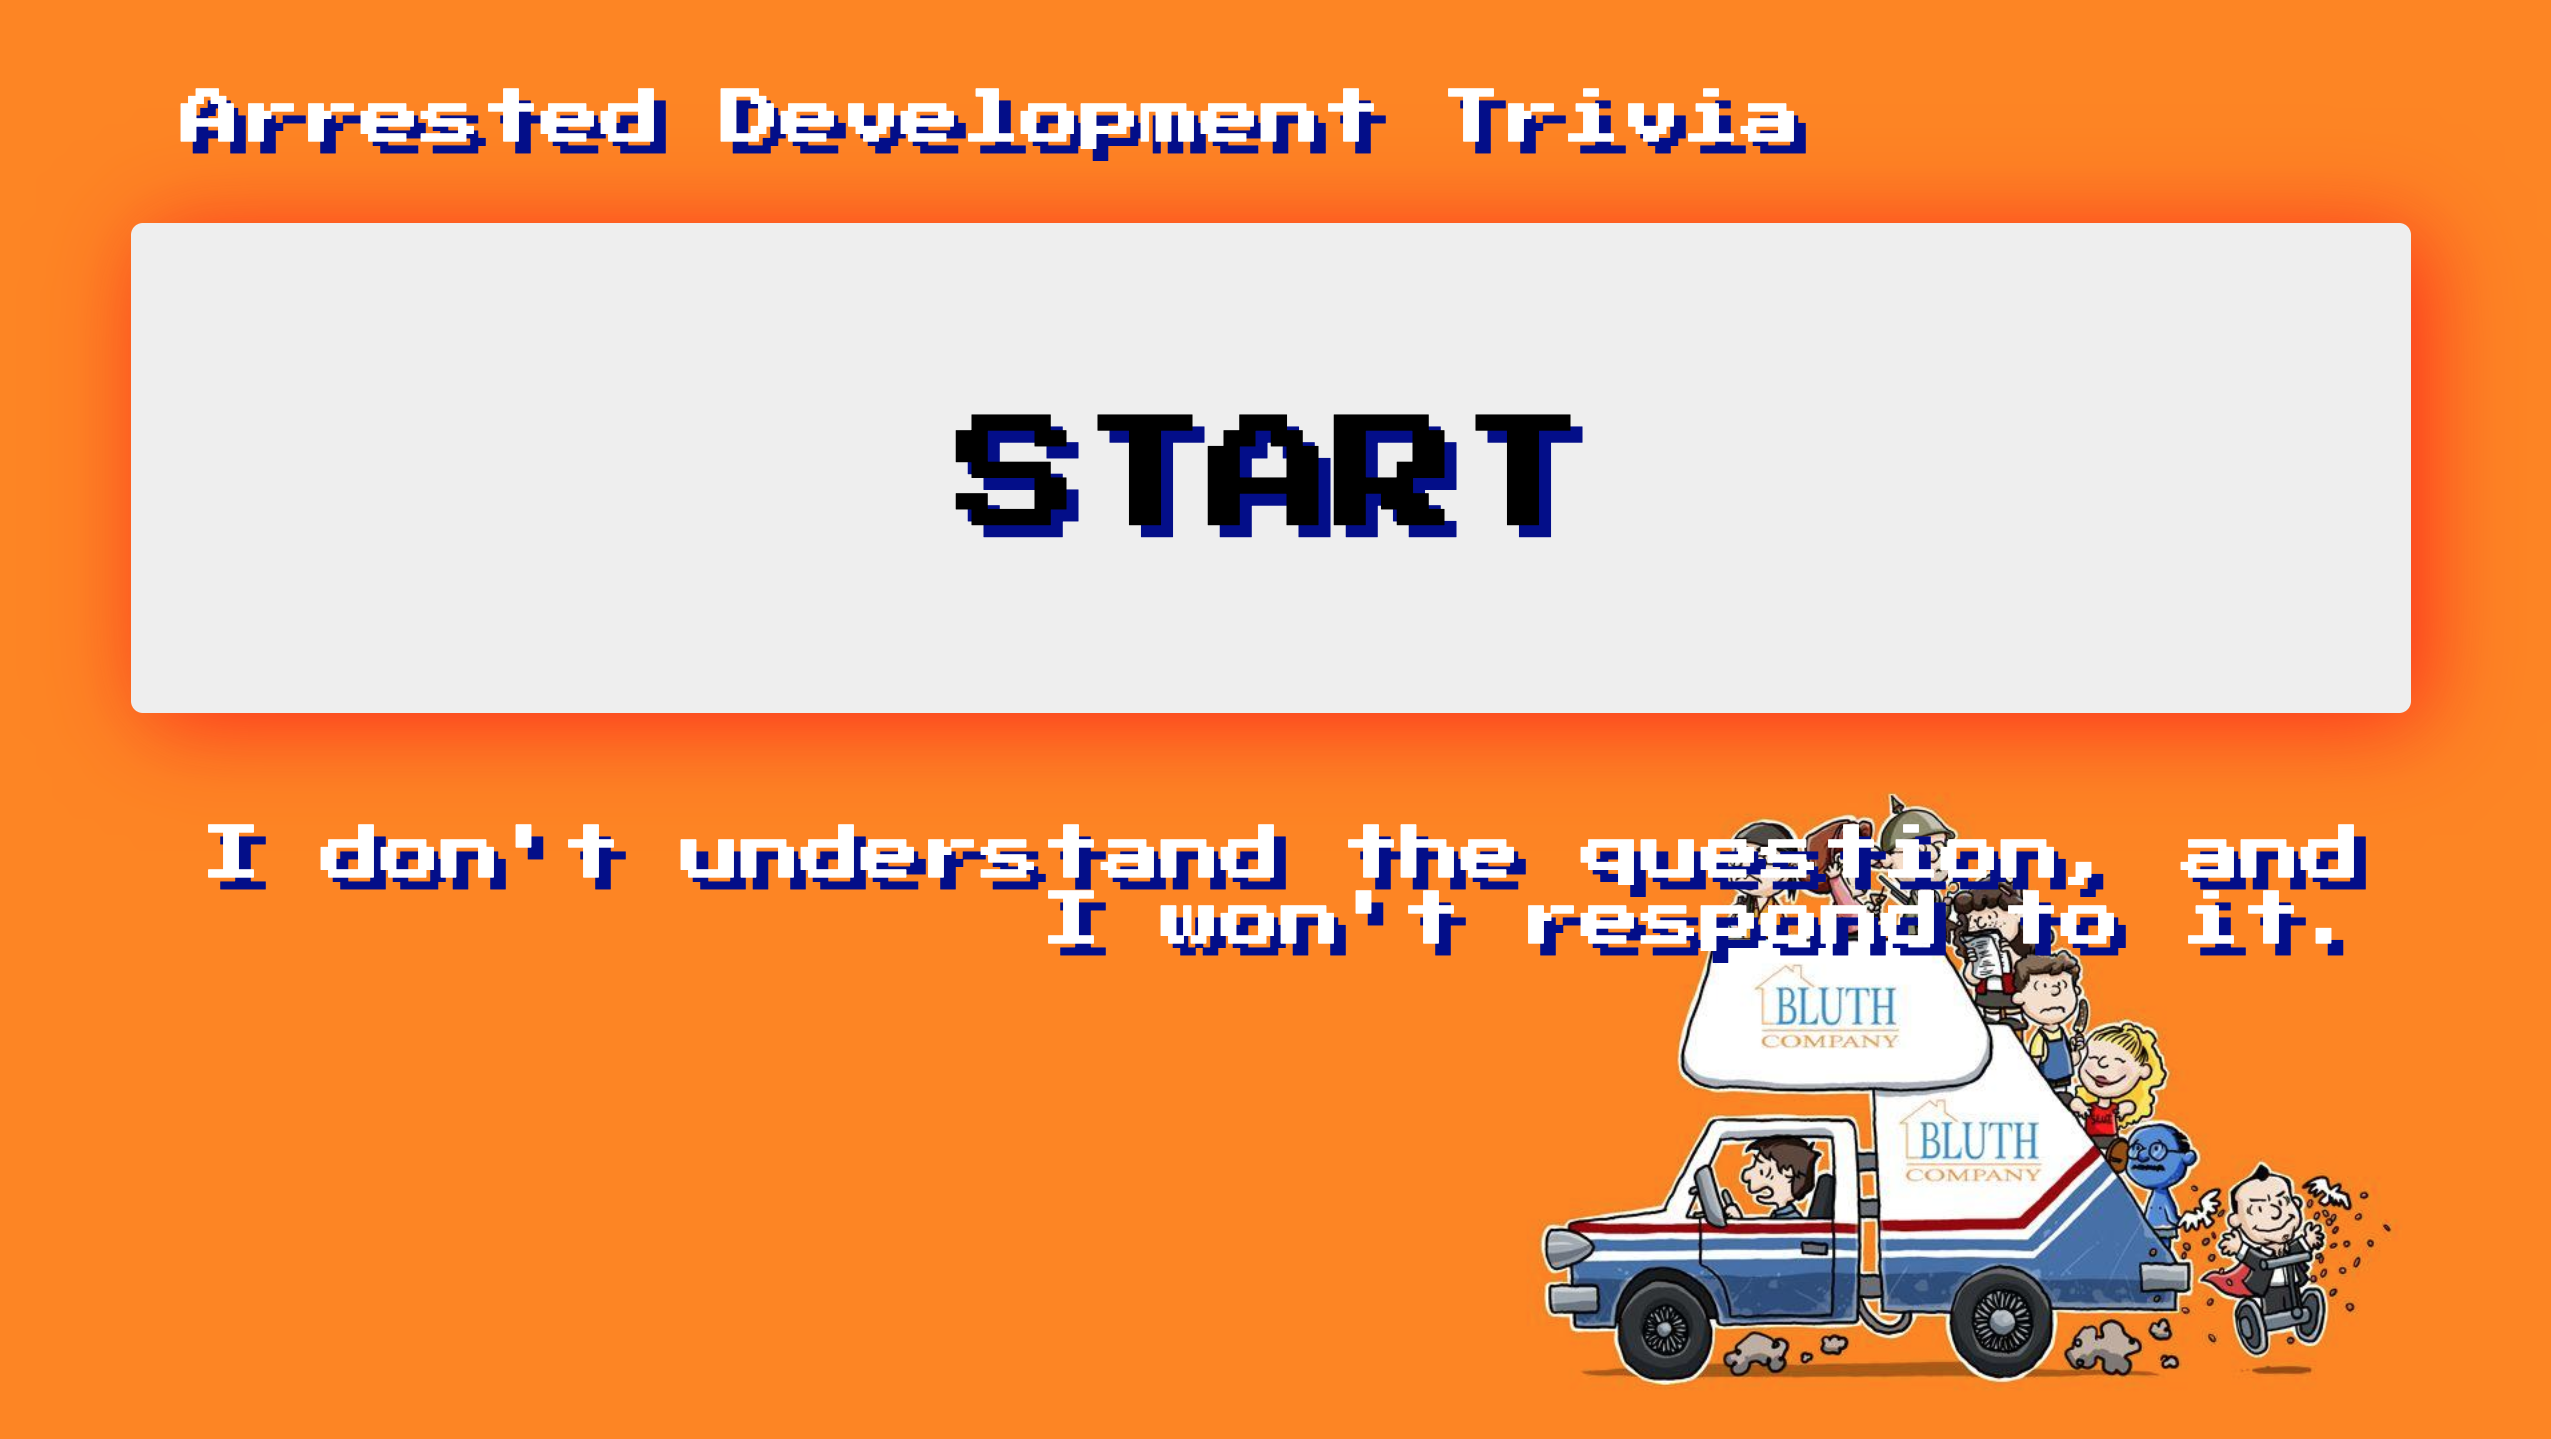 Arrested Development Trivia
START
I don't understand the question, and
I won't respond to it.
BLUTH
COMPANY
BLUTH
COMPANY